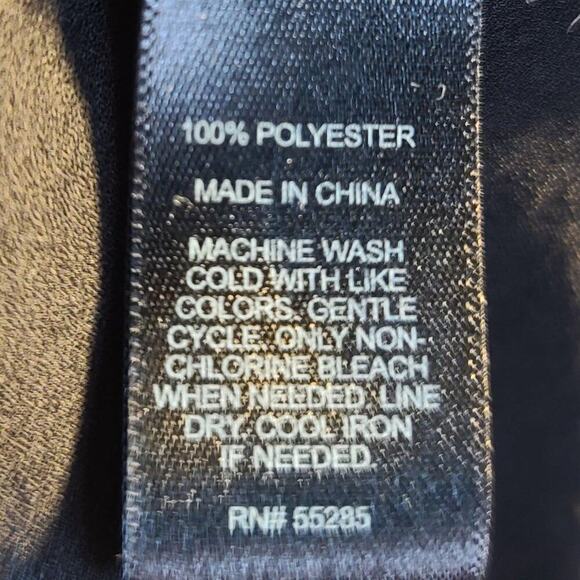 100% POLYESTER
MADE IN CHINA
MACHINE WASH
COLD WITH LIKE
COLORS. GENTLE
CYCLE. ONLY NON-
CHLORINE BLEACH
WHEN NEEDED. LINE
DRY. COOL IRON
IF NEEDED.
RN# 55285